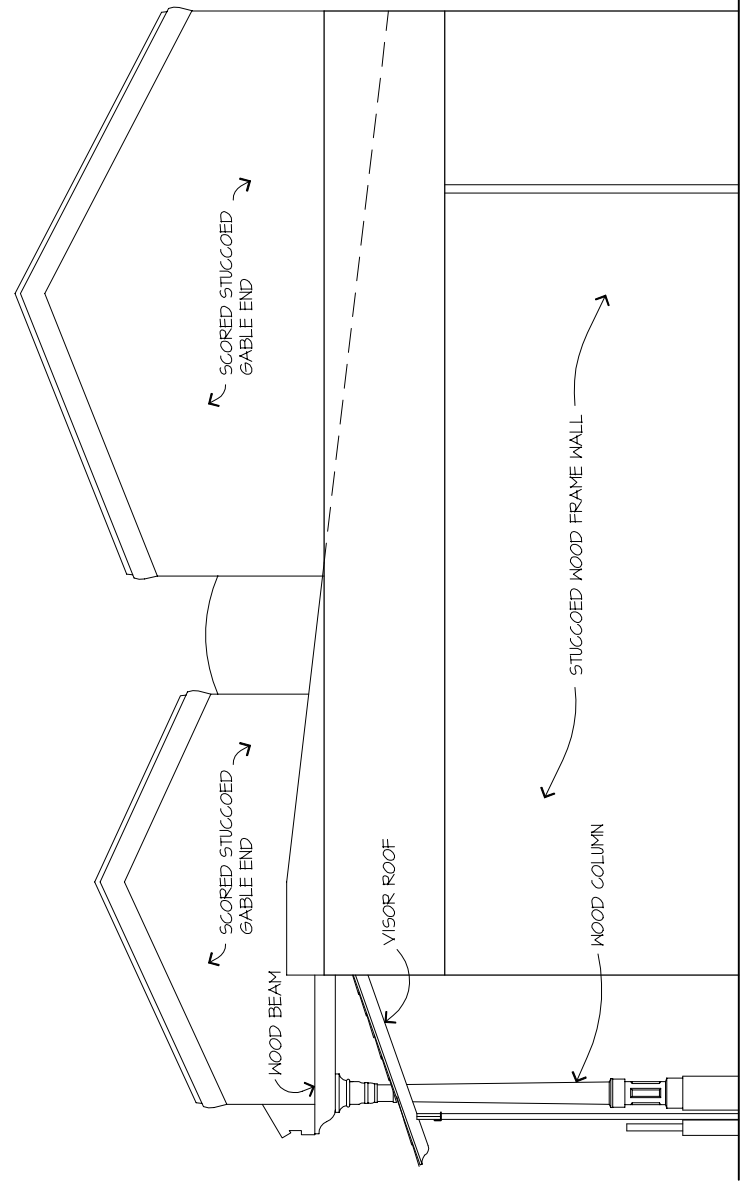 SCORED STUCCOED
GABLE END
SCORED STUCCOED
GABLE END
WOOD BEAM
VISOR ROOF
STUCCOED WOOD FRAME WALL
WOOD COLUMN